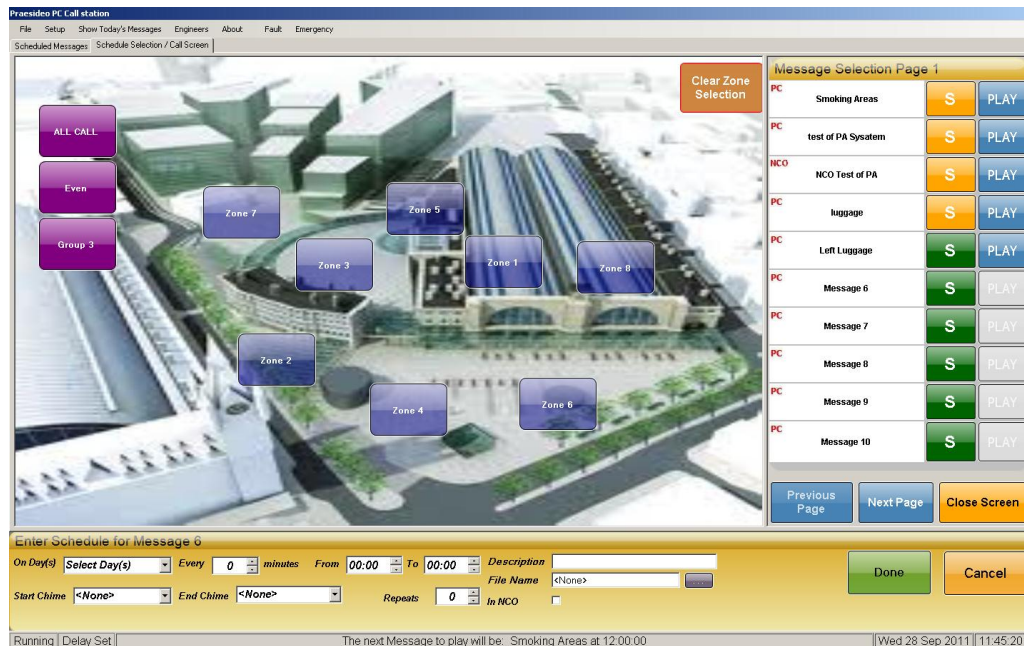 Praesideo PC Call station
File Setup Show Today's Messages Engineers About Fault Emergency
Scheduled Messages Schedule Selection / Call Screen
Clear Zone
Selection
ALL CALL
Even
Group 3
Zone 7
Zone 5
Zone 3
Zone 1
Zone 8
Zone 2
Zone 4
Zone 6
Message Selection Page 1
PC Smoking Areas S PLAY
PC test of PA Sysatem S PLAY
NCO NCO Test of PA S PLAY
PC luggage S PLAY
PC Left Luggage S PLAY
PC Message 6 S PLAY
PC Message 7 S PLAY
PC Message 8 S PLAY
PC Message 9 S PLAY
PC Message 10 S PLAY
Previous
Page
Next Page
Close Screen
Enter Schedule for Message 6
On Day(s) Select Day(s) Every 0 minutes From 00:00 To 00:00 Description
File Name <None> ...
Start Chime <None> End Chime <None> Repeats 0 In NCO
Done
Cancel
Running Delay Set The next Message to play will be: Smoking Areas at 12:00:00 Wed 28 Sep 2011 11:45:20